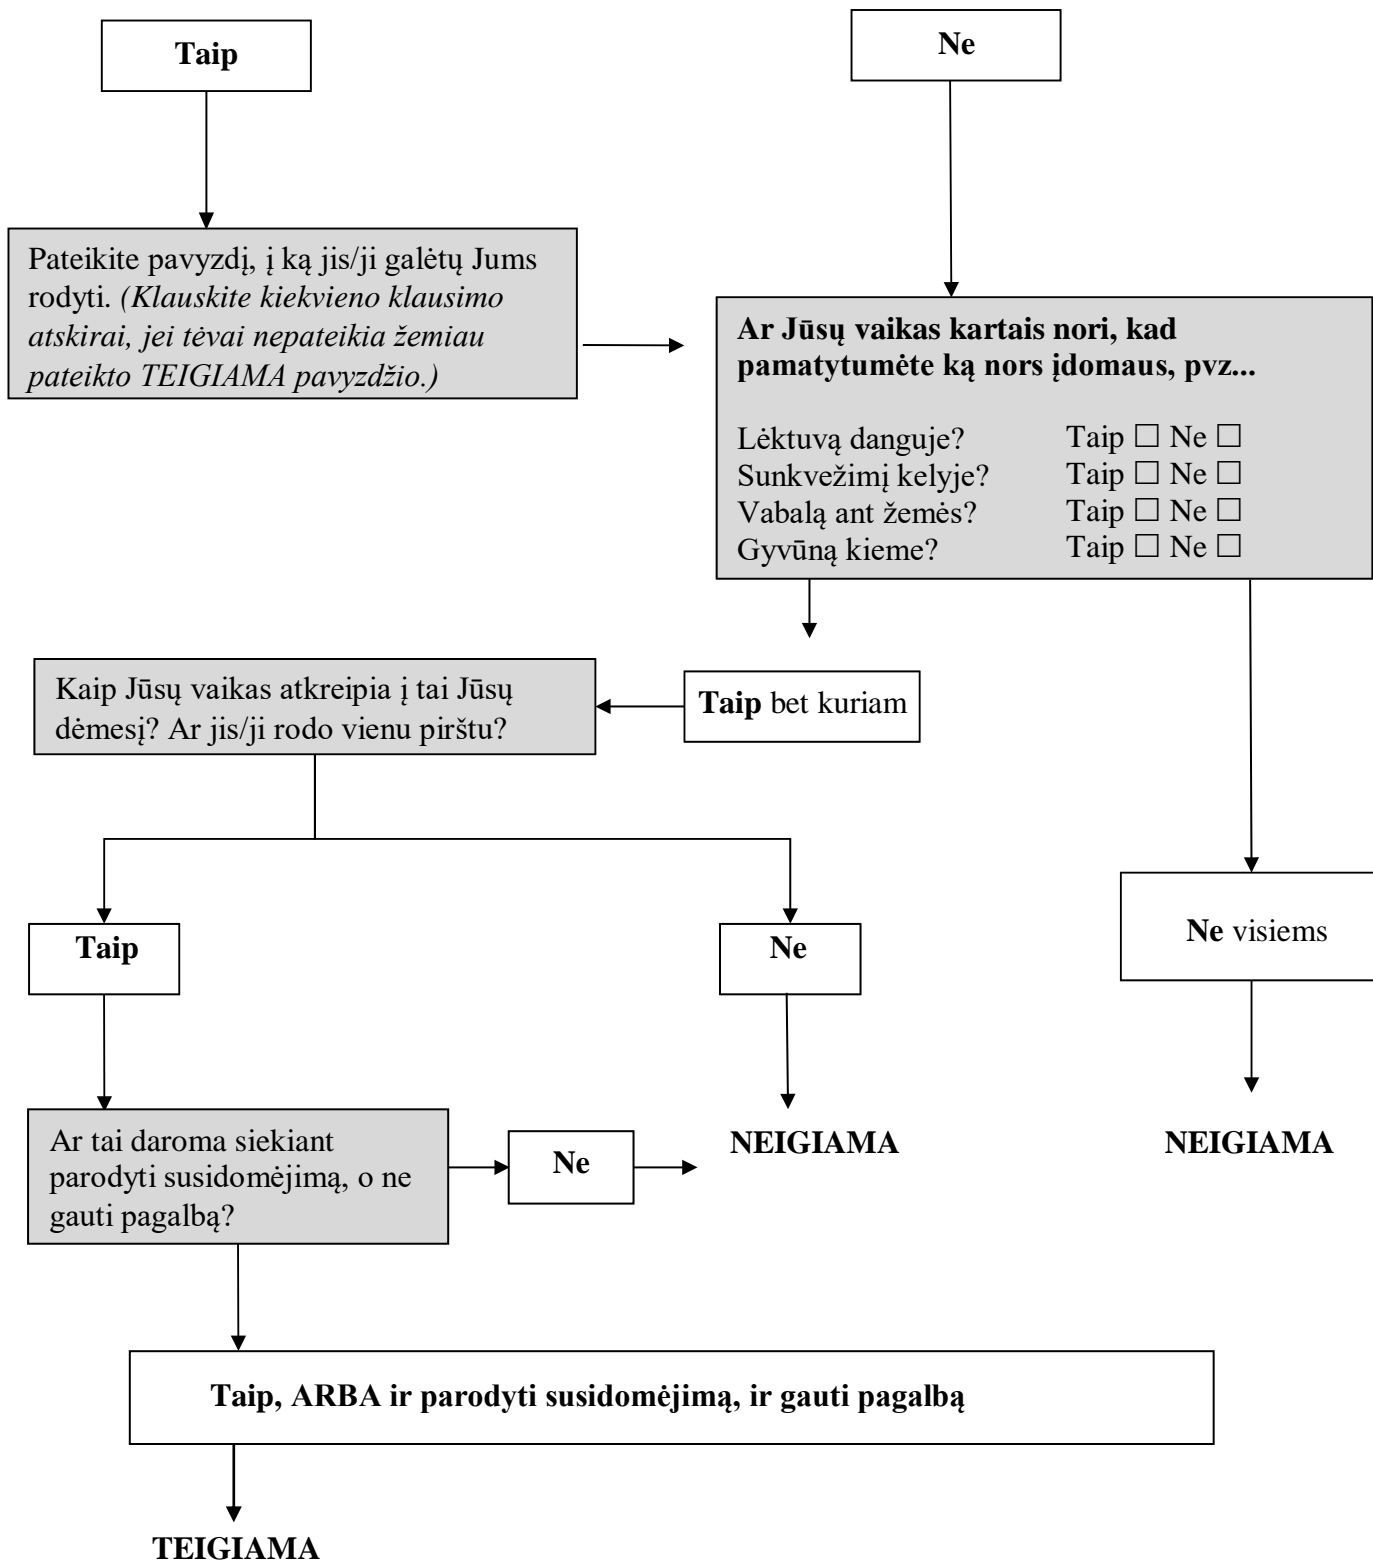 Taip
Ne
Pateikite pavyzdį, į ką jis/ji galėtų Jums
rodyti. (Klauskite kiekvieno klausimo
atskirai, jei tėvai nepateikia žemiau
pateikto TEIGIAMA pavyzdžio.)
Ar Jūsų vaikas kartais nori, kad
pamatytumėte ką nors įdomaus, pvz...
Lėktuvą danguje? Taip ☐ Ne ☐
Sunkvežimį kelyje? Taip ☐ Ne ☐
Vabalą ant žemės? Taip ☐ Ne ☐
Gyvūną kieme? Taip ☐ Ne ☐
Taip bet kuriam
Kaip Jūsų vaikas atkreipia į tai Jūsų
dėmesį? Ar jis/ji rodo vienu pirštu?
Taip
Ne
Ne visiems
Ar tai daroma siekiant
parodyti susidomėjimą, o ne
gauti pagalbą?
Ne
NEIGIAMA
NEIGIAMA
Taip, ARBA ir parodyti susidomėjimą, ir gauti pagalbą
TEIGIAMA